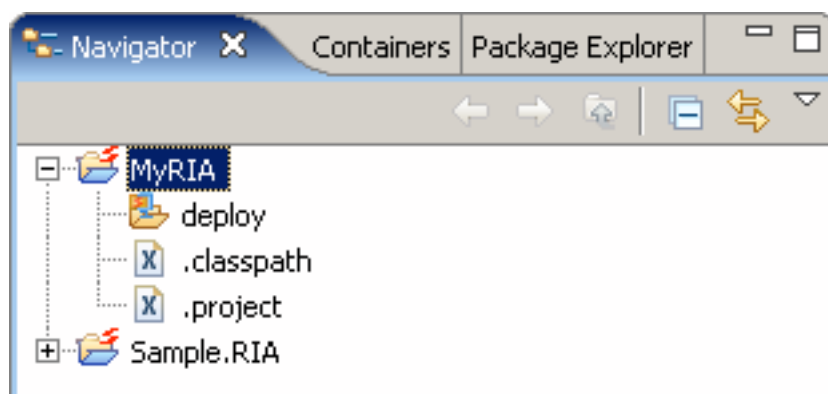 Navigator Containers Package Explorer
MyRIA
deploy
.classpath
.project
Sample.RIA